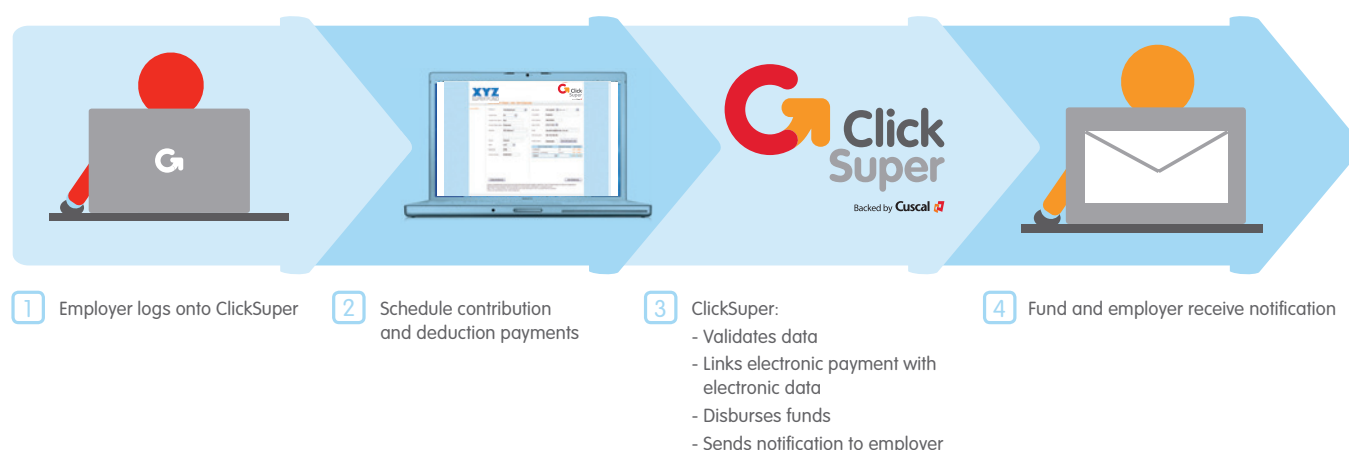 XYZ
Click
Super
Click
Super
Backed by Cuscal
1 Employer logs onto ClickSuper
2 Schedule contribution
and deduction payments
3 ClickSuper:
- Validates data
- Links electronic payment with
electronic data
- Disburses funds
- Sends notification to employer
4 Fund and employer receive notification